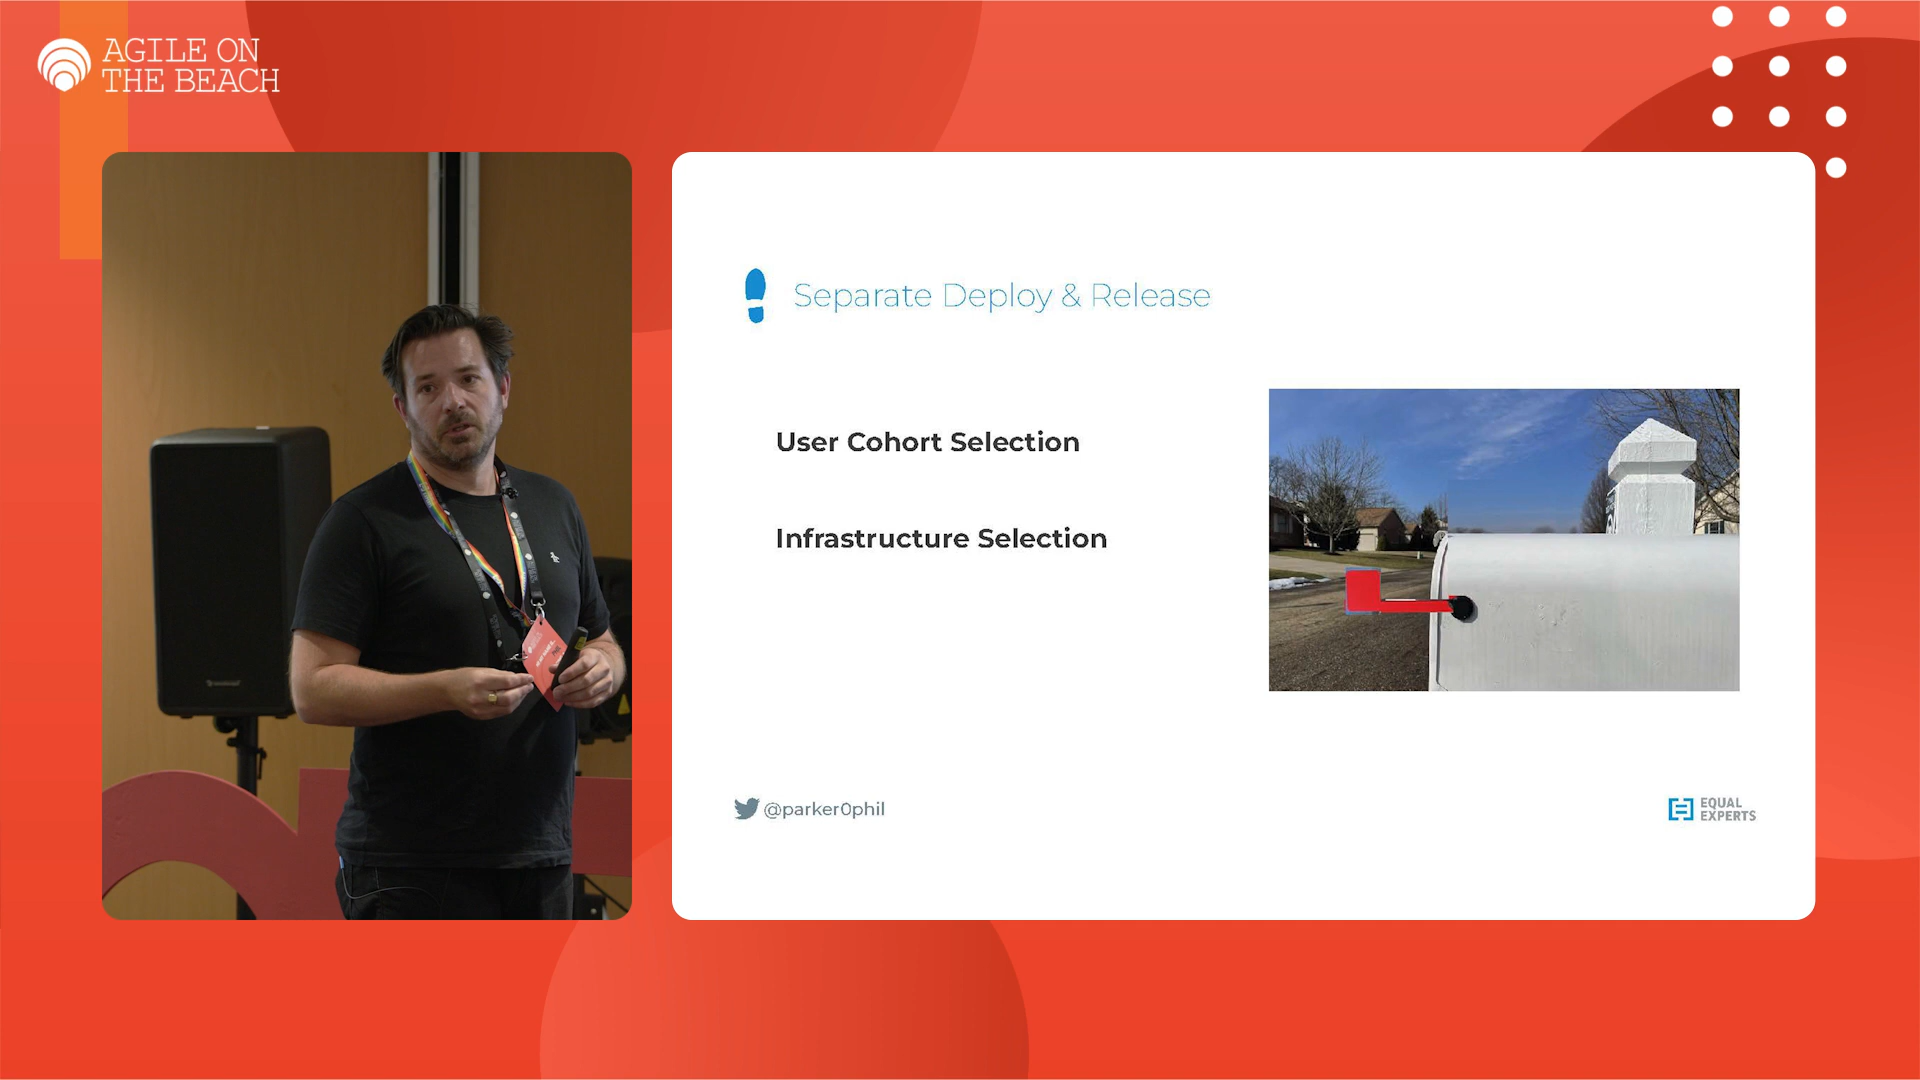 AGILE ON
THE BEACH
Separate Deploy & Release
User Cohort Selection
Infrastructure Selection
@parker0phil
EQUAL
EXPERTS